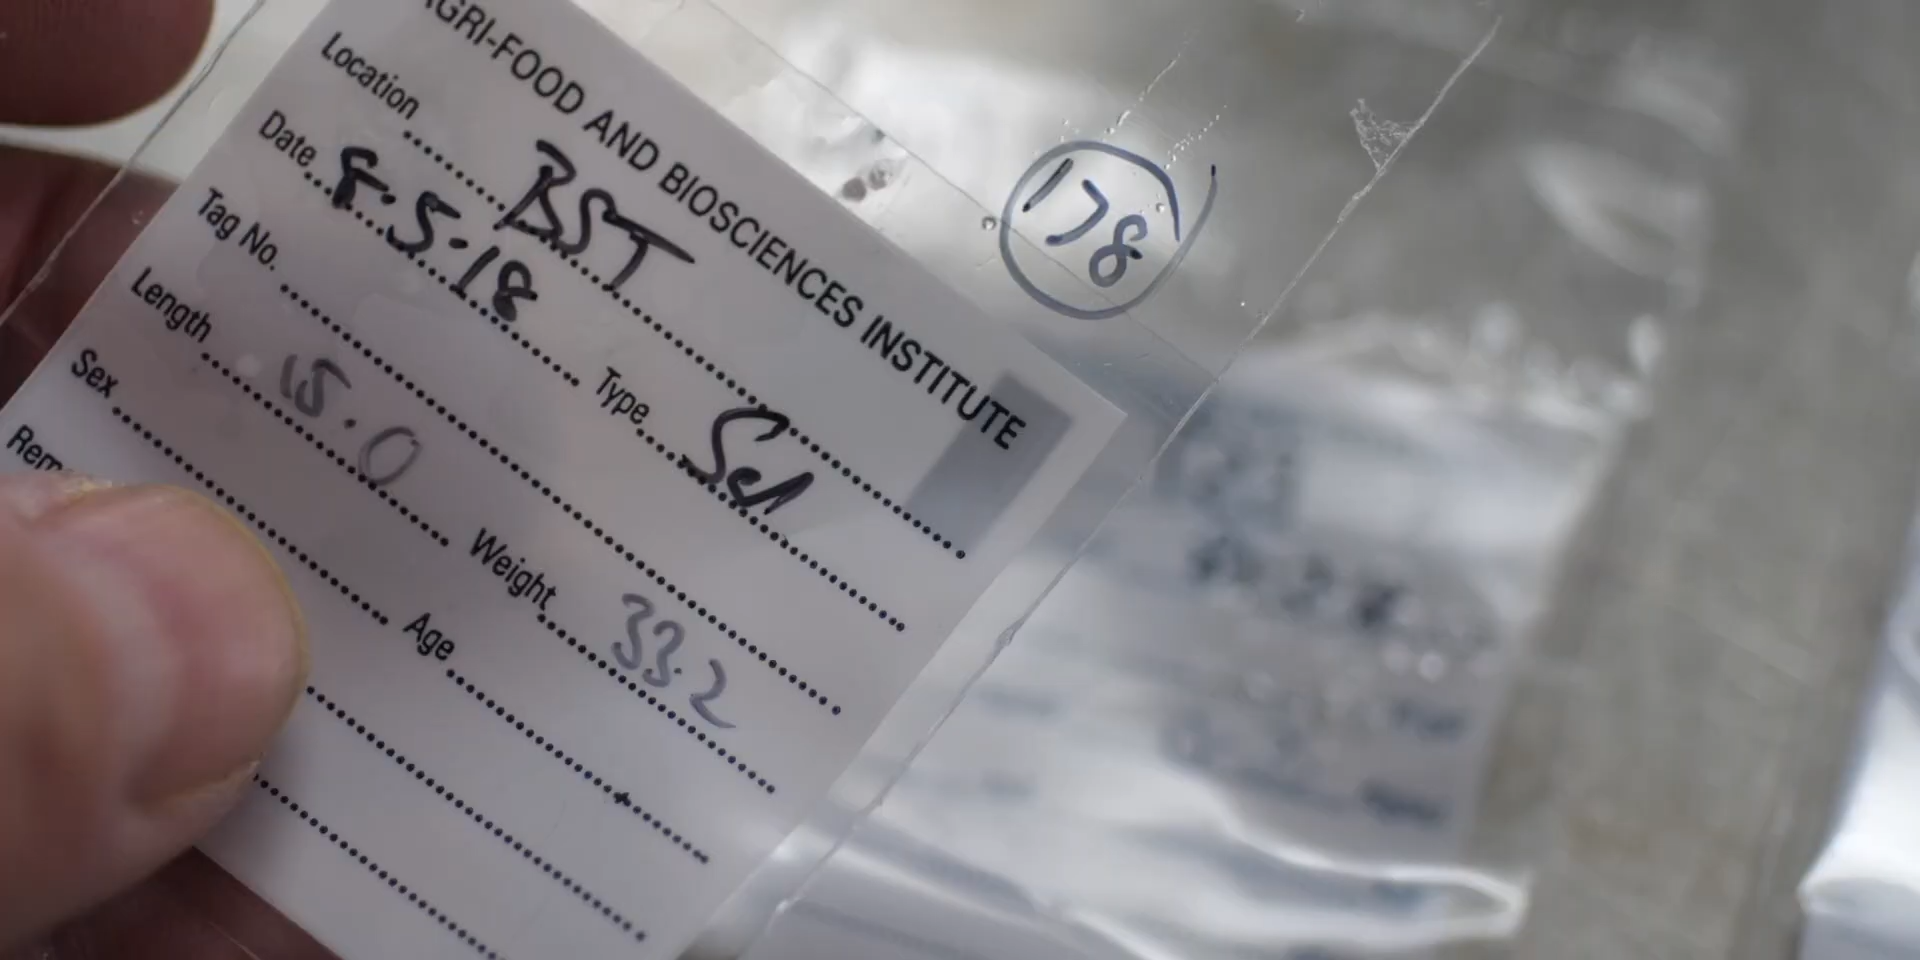 AGRI-FOOD AND BIOSCIENCES INSTITUTE
Location BST
Date 8.5.18 Type Sel
Tag No.
Length 15.0 Weight 33.2
Sex Age
178